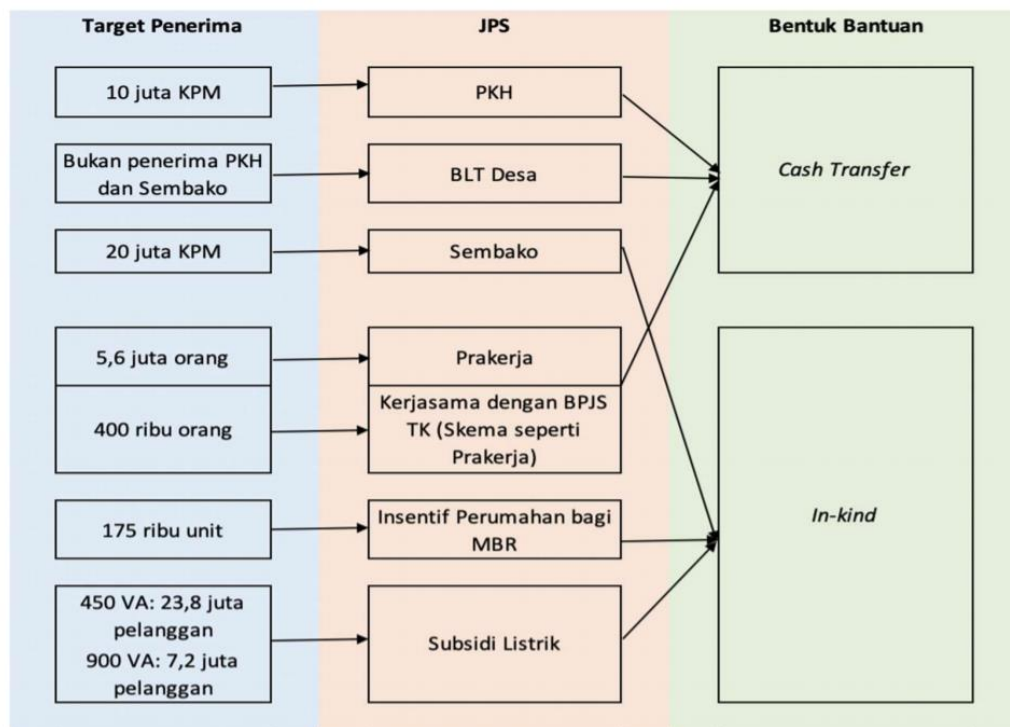 Target Penerima
JPS
Bentuk Bantuan
10 juta KPM
PKH
Cash Transfer
Bukan penerima PKH
dan Sembako
BLT Desa
20 juta KPM
Sembako
5,6 juta orang
Prakerja
400 ribu orang
Kerjasama dengan BPJS
TK (Skema seperti
Prakerja)
In-kind
175 ribu unit
Insentif Perumahan bagi
MBR
450 VA: 23,8 juta
pelanggan
900 VA: 7,2 juta
pelanggan
Subsidi Listrik